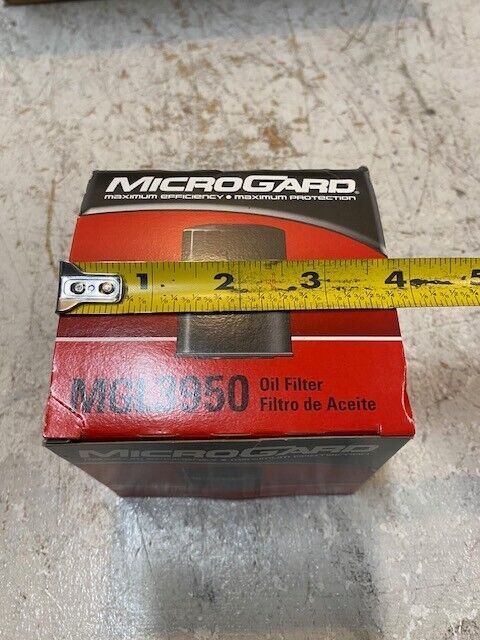 MICROGARD
MAXIMUM EFFICIENCY • MAXIMUM PROTECTION
1 2 3 4 5
MGL3950 Oil Filter
Filtro de Aceite
MICROGARD